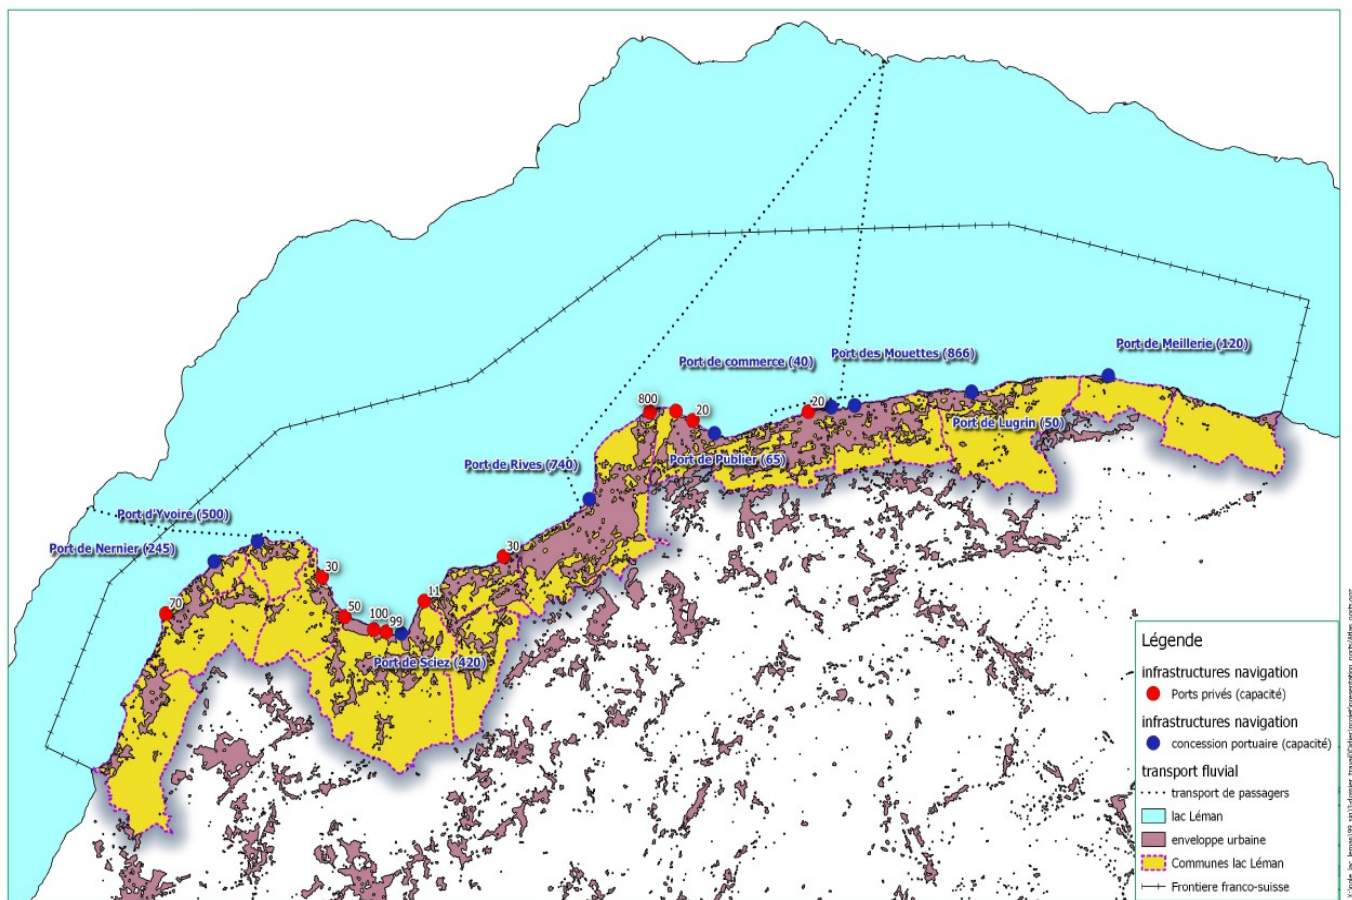 Port de Meillerie (120)
Port des Mouettes (866)
Port de commerce (40)
800
20
20
Port de Lugrin (50)
Port de Publier (65)
Port de Rives (740)
Port d'Yvoire (500)
Port de Nernier (245)
30
30
70
50
100
99
11
Port de Sciez (420)
Légende
infrastructures navigation
Ports privés (capacité)
infrastructures navigation
concession portuaire (capacité)
transport fluvial
transport de passagers
lac Léman
enveloppe urbaine
Communes lac Léman
Frontiere franco-suisse